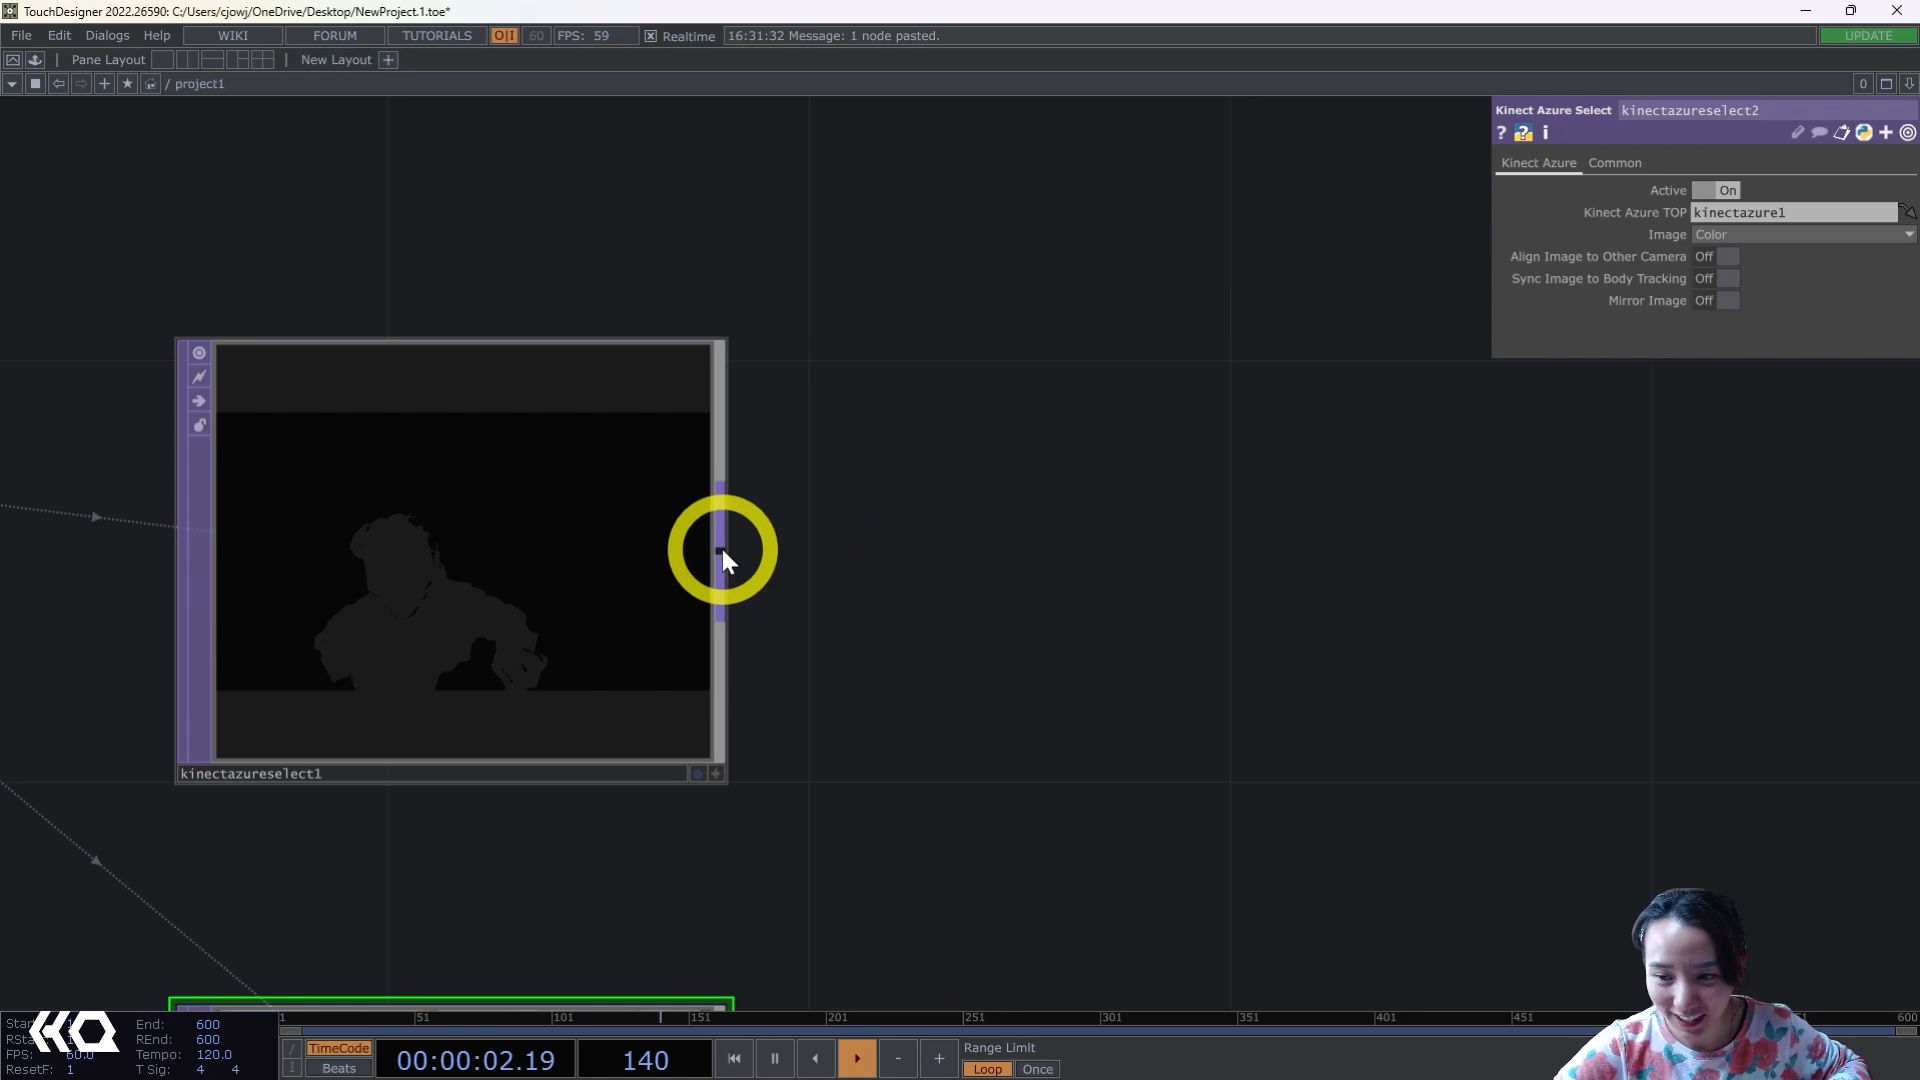 TouchDesigner 2022.26590: C:/Users/cjowj/OneDrive/Desktop/NewProject.1.toe*
File Edit Dialogs Help WIKI FORUM TUTORIALS O|I 60 FPS: 59 Realtime 16:31:32 Message: 1 node pasted. UPDATE
Pane Layout New Layout +
/ project1 0
Kinect Azure Select kinectazureselect2
? ? i
Kinect Azure Common
Active On
Kinect Azure TOP kinectazure1
Image Color
Align Image to Other Camera Off
Sync Image to Body Tracking Off
Mirror Image Off
kinectazureselect1
1 51 101 151 201 251 301 351 401 451 600
End: 600
REnd: 600
FPS: 60.0 Tempo: 120.0
ResetF: 1 T Sig: 4 4
TimeCode
Beats
00:00:02.19 140
- +
Range Limit
Loop Once